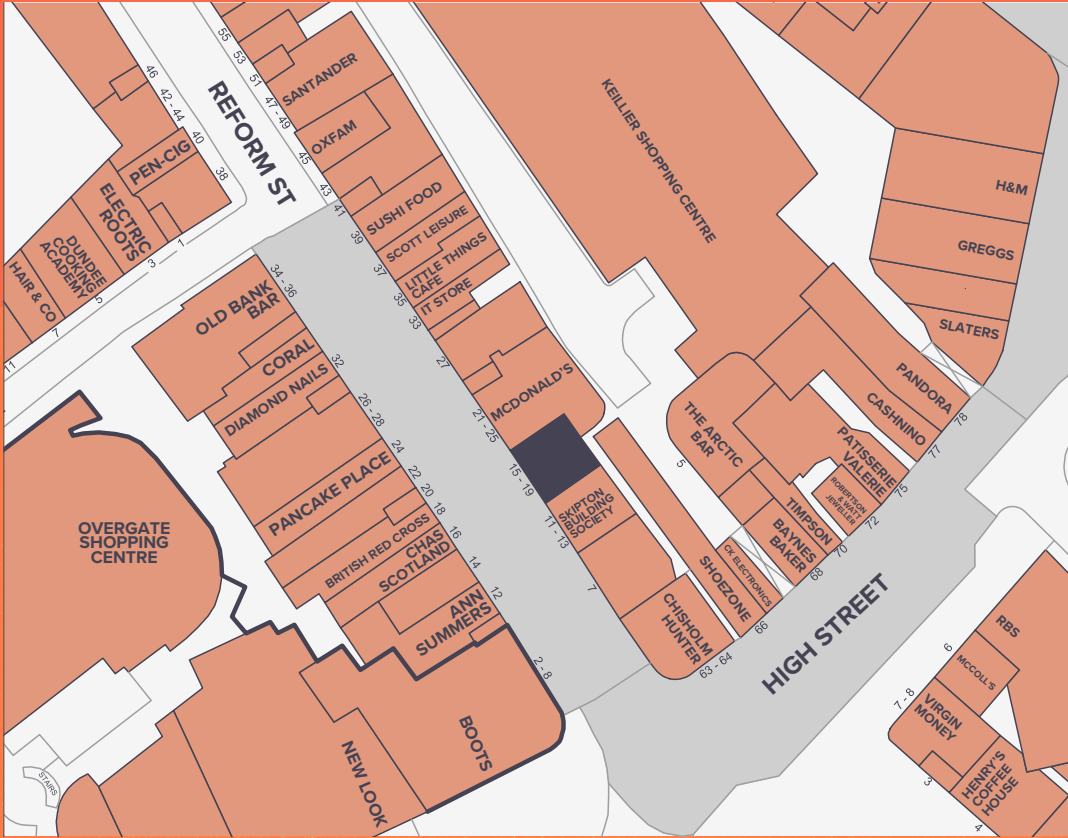 55
53
51
47 - 49
45
43
41
39
37
35
33
27
21 - 25
15 - 19
11 - 13
7
63 - 64
66
68
70
72
75
77
78
46
42 - 44
40
38
REFORM ST
SANTANDER
OXFAM
SUSHI FOOD
SCOTT LEISURE
LITTLE THINGS
CAFE
IT STORE
MCDONALD'S
SKIPTON
BUILDING
SOCIETY
CHISHOLM
HUNTER
KEILLIER SHOPPING CENTRE
H&M
GREGGS
SLATERS
PANDORA
CASHNINO
PATISSERIE
VALERIE
ROBERTSON
& WATT
JEWELLER
THE ARCTIC
BAR
5
TIMPSON
BAYNES
BAKER
CK ELECTRONICS
SHOEZONE
PEN-CIG
ELECTRIC
ROOTS
DUNDEE
COOKING
ACADEMY
HAIR & CO
1
3
5
7
11
OLD BANK
BAR
CORAL
DIAMOND NAILS
PANCAKE PLACE
BRITISH RED CROSS
CHAS
SCOTLAND
ANN
SUMMERS
34 - 36
32
26 - 28
24
22
20
18
16
14
12
2 - 8
OVERGATE
SHOPPING
CENTRE
NEW LOOK
BOOTS
STAIRS
HIGH STREET
RBS
6
MCCOLL'S
7 - 8
VIRGIN
MONEY
3
HENRY'S
COFFEE
HOUSE
4